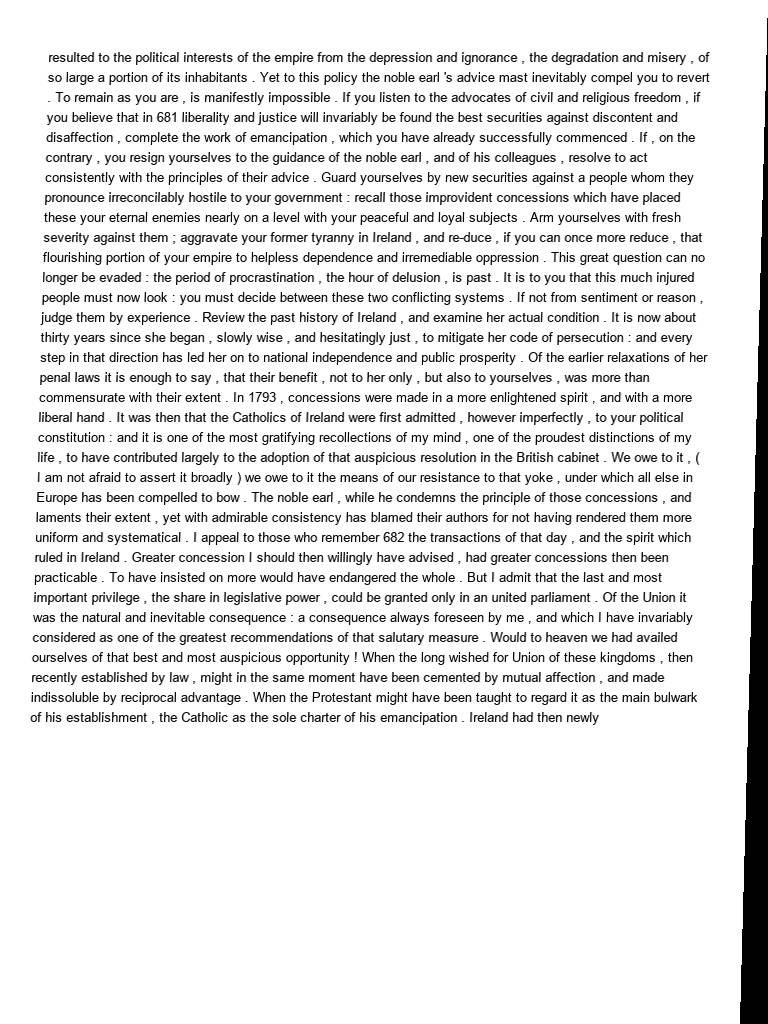 resulted to the political interests of the empire from the depression and ignorance , the degradation and misery , of
so large a portion of its inhabitants . Yet to this policy the noble earl 's advice mast inevitably compel you to revert
. To remain as you are , is manifestly impossible . If you listen to the advocates of civil and religious freedom , if
you believe that in 681 liberality and justice will invariably be found the best securities against discontent and
disaffection , complete the work of emancipation , which you have already successfully commenced . If , on the
contrary , you resign yourselves to the guidance of the noble earl , and of his colleagues , resolve to act
consistently with the principles of their advice . Guard yourselves by new securities against a people whom they
pronounce irreconcilably hostile to your government : recall those improvident concessions which have placed
these your eternal enemies nearly on a level with your peaceful and loyal subjects . Arm yourselves with fresh
severity against them ; aggravate your former tyranny in Ireland , and re-duce , if you can once more reduce , that
flourishing portion of your empire to helpless dependence and irremediable oppression . This great question can no
longer be evaded : the period of procrastination , the hour of delusion , is past . It is to you that this much injured
people must now look : you must decide between these two conflicting systems . If not from sentiment or reason ,
judge them by experience . Review the past history of Ireland , and examine her actual condition . It is now about
thirty years since she began , slowly wise , and hesitatingly just , to mitigate her code of persecution : and every
step in that direction has led her on to national independence and public prosperity . Of the earlier relaxations of her
penal laws it is enough to say , that their benefit , not to her only , but also to yourselves , was more than
commensurate with their extent . In 1793 , concessions were made in a more enlightened spirit , and with a more
liberal hand . It was then that the Catholics of Ireland were first admitted , however imperfectly , to your political
constitution : and it is one of the most gratifying recollections of my mind , one of the proudest distinctions of my
life , to have contributed largely to the adoption of that auspicious resolution in the British cabinet . We owe to it , (
I am not afraid to assert it broadly ) we owe to it the means of our resistance to that yoke , under which all else in
Europe has been compelled to bow . The noble earl , while he condemns the principle of those concessions , and
laments their extent , yet with admirable consistency has blamed their authors for not having rendered them more
uniform and systematical . I appeal to those who remember 682 the transactions of that day , and the spirit which
ruled in Ireland . Greater concession I should then willingly have advised , had greater concessions then been
practicable . To have insisted on more would have endangered the whole . But I admit that the last and most
important privilege , the share in legislative power , could be granted only in an united parliament . Of the Union it
was the natural and inevitable consequence : a consequence always foreseen by me , and which I have invariably
considered as one of the greatest recommendations of that salutary measure . Would to heaven we had availed
ourselves of that best and most auspicious opportunity ! When the long wished for Union of these kingdoms , then
recently established by law , might in the same moment have been cemented by mutual affection , and made
indissoluble by reciprocal advantage . When the Protestant might have been taught to regard it as the main bulwark
of his establishment , the Catholic as the sole charter of his emancipation . Ireland had then newly